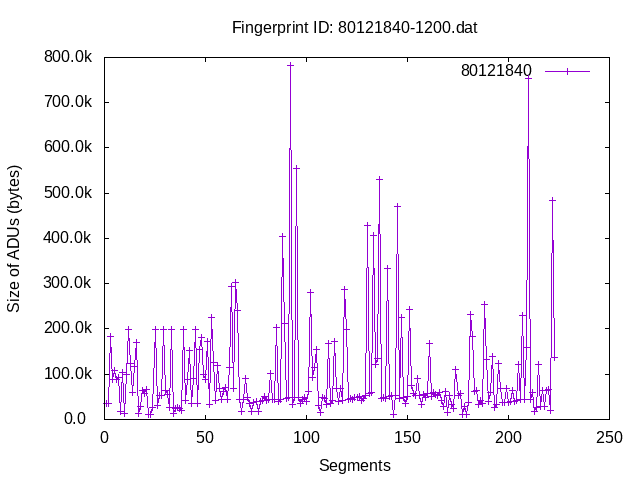 Fingerprint ID: 80121840-1200.dat
800.0k
80121840
700.0k
600.0k
500.0k
400.0k
300.0k
200.0k
100.0k
0.0
Size of ADUs (bytes)
0 50 100 150 200 250
Segments